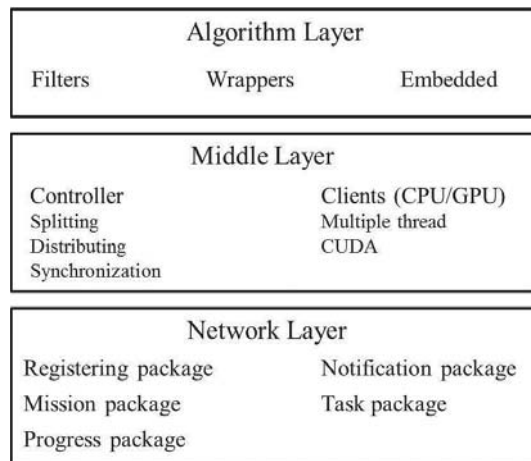 Algorithm Layer
Filters Wrappers Embedded
Middle Layer
Controller Clients (CPU/GPU)
Splitting Multiple thread
Distributing CUDA
Synchronization
Network Layer
Registering package Notification package
Mission package Task package
Progress package